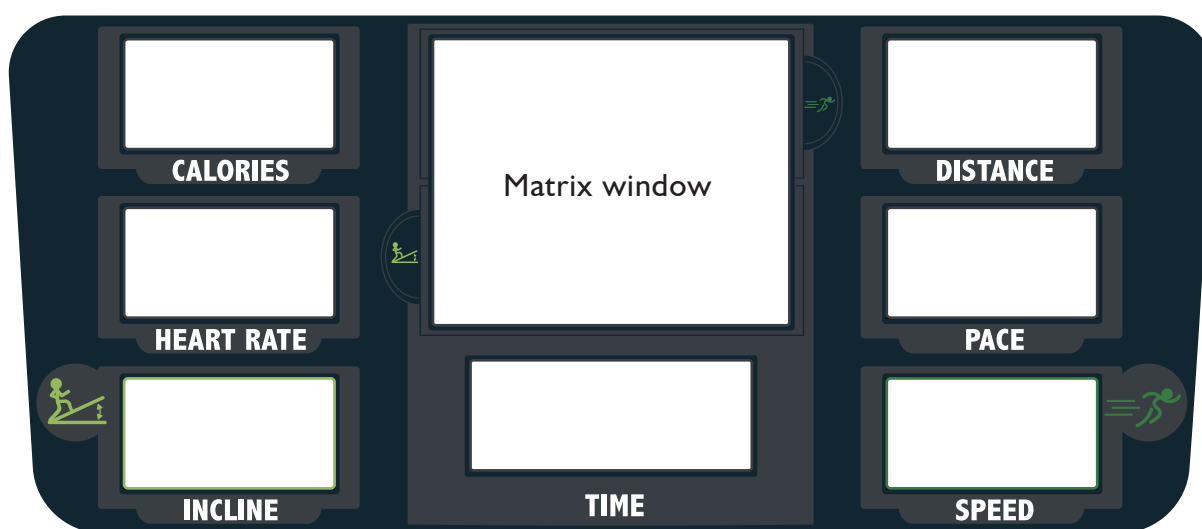 CALORIES
Matrix window
DISTANCE
HEART RATE
PACE
INCLINE
TIME
SPEED